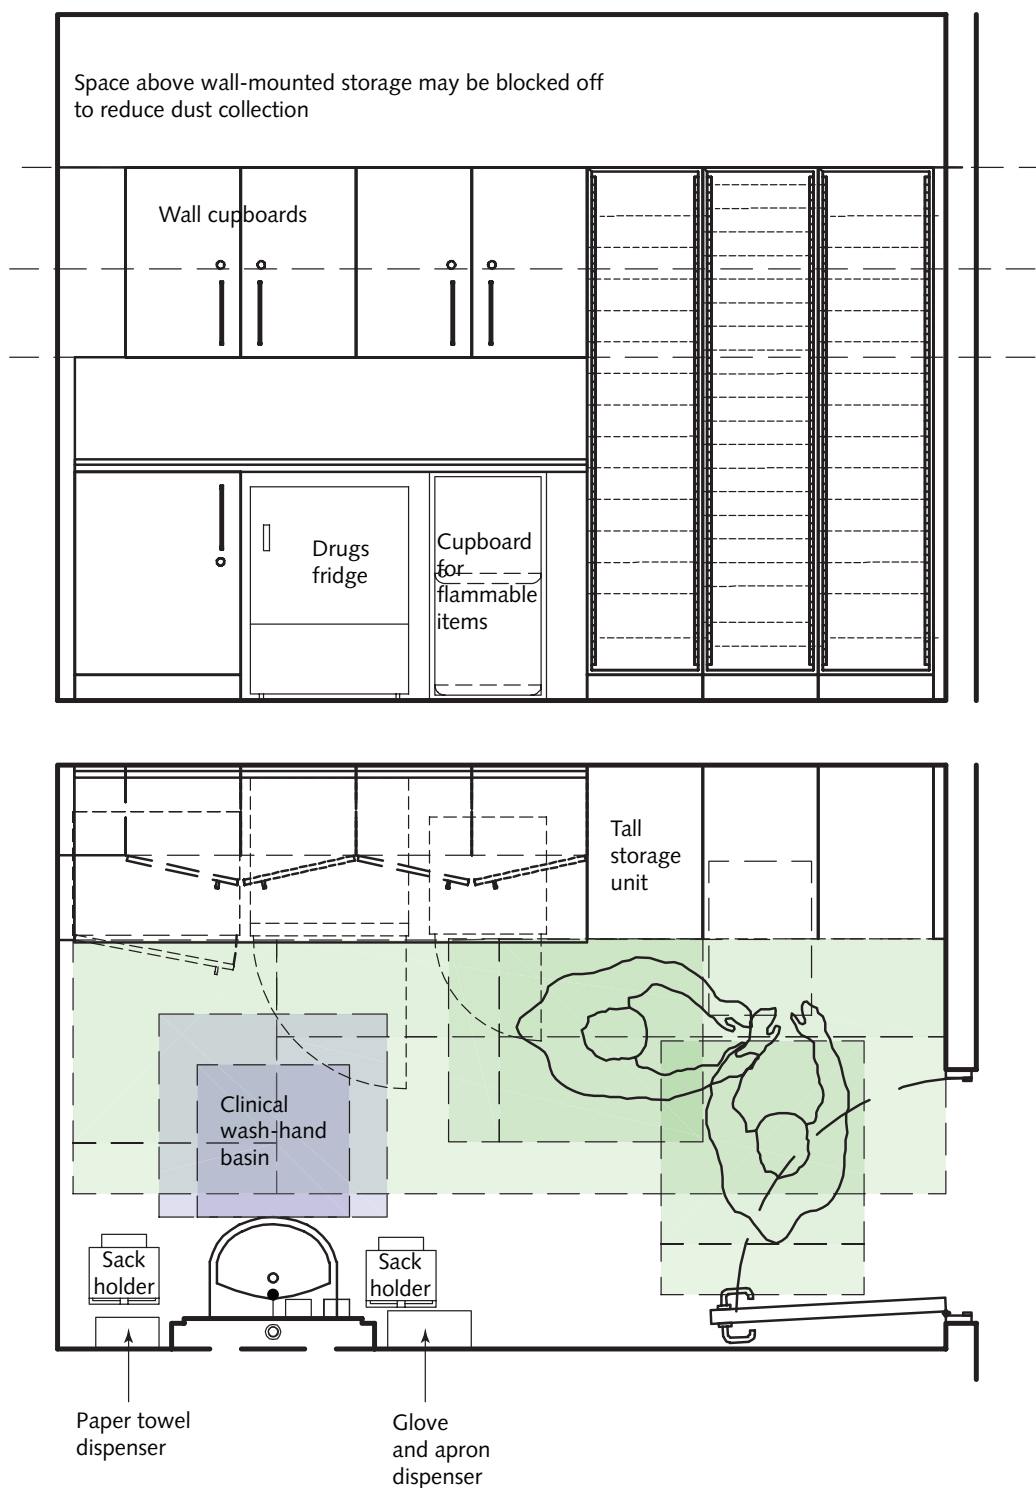 Space above wall-mounted storage may be blocked off
to reduce dust collection
Wall cupboards
Drugs
fridge
Cupboard
for
flammable
items
Tall
storage
unit
Clinical
wash-hand
basin
Sack
holder
Sack
holder
Paper towel
dispenser
Glove
and apron
dispenser